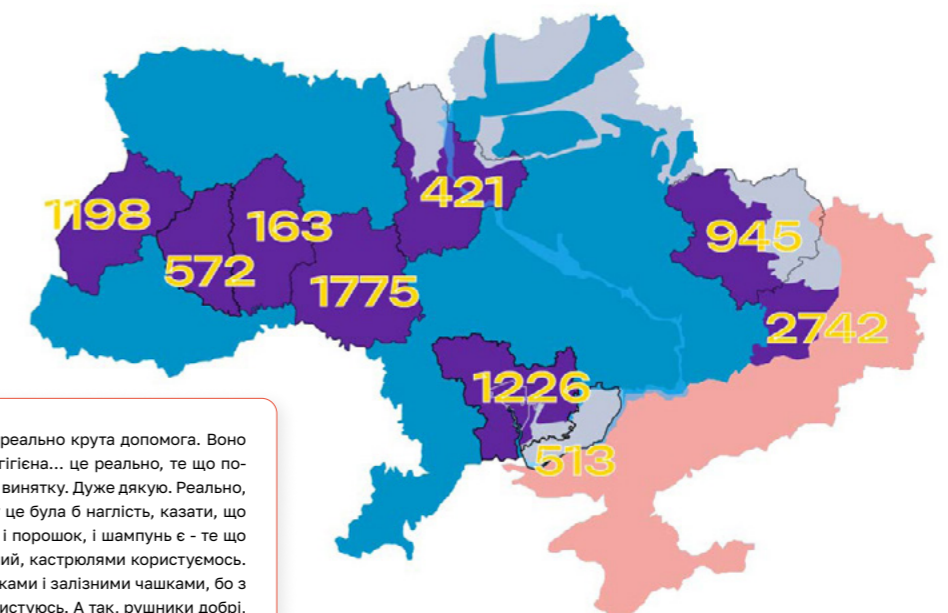 421
1198
163
945
572
1775
2742
1226
513
реально крута допомога. Воно
гігієна... це реально, те що по-
винятку. Дуже дякую. Реально,
це була б наглість, казати, що
і порошок, і шампунь є - те що
ий, кастрюлями користуємось.
ками і залізними чашками, бо з
ристуюсь. А так, рушники добрі,